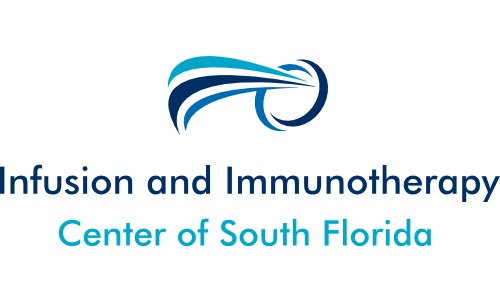 Infusion and Immunotherapy
Center of South Florida